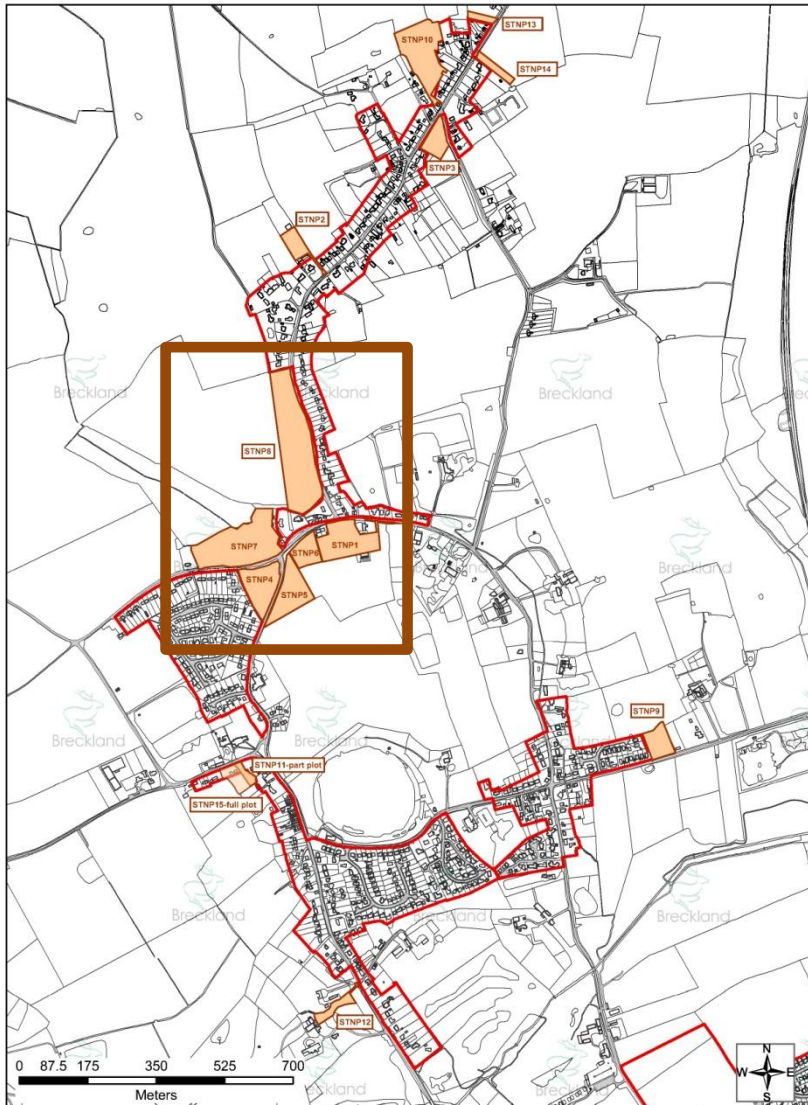 STNP13
STNP10
STNP14
STNP3
STNP2
Breckland
Breckland
Breckland
STNP8
STNP7
STNP6
STNP1
STNP4
STNP5
Breckland
Breckland
Breckland
STNP9
STNP11-part plot
STNP15-full plot
Breckland
Breckland
Breckland
STNP12
0 87.5 175 350 525 700
Meters
N
W E
S